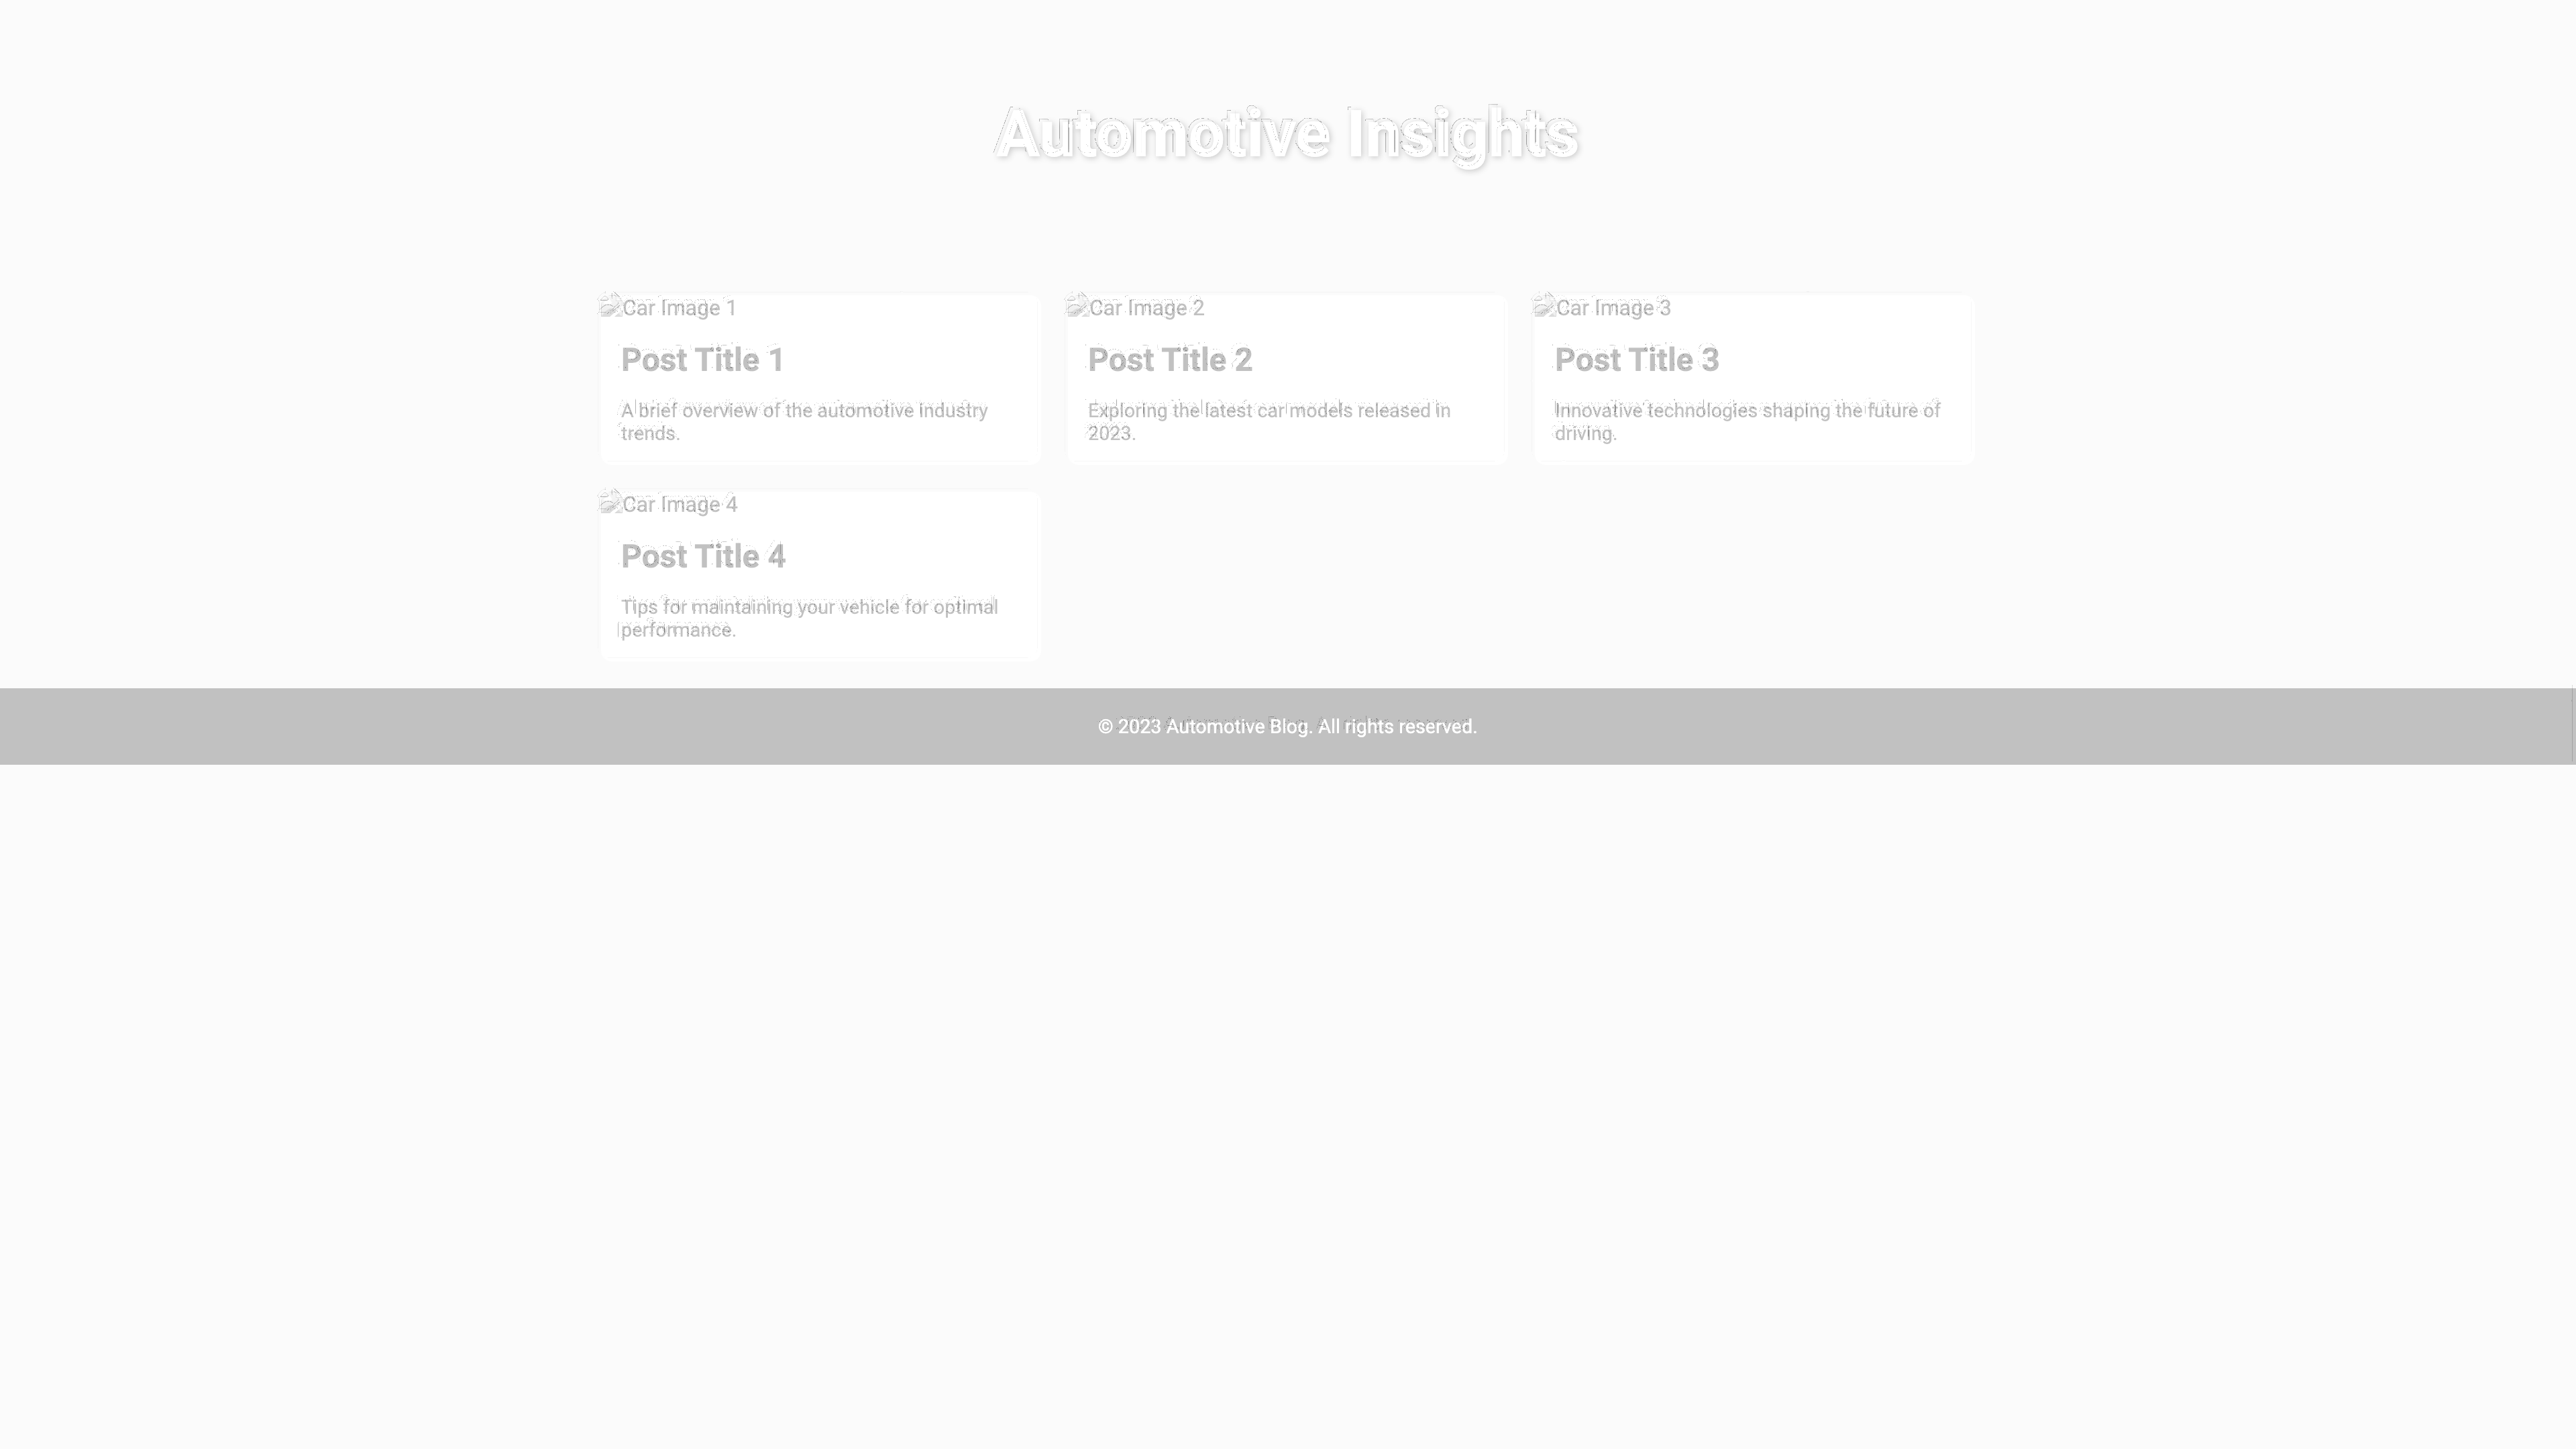 Automotive Insights
Car Image 1
Post Title 1
A brief overview of the automotive industry
trends.
Car Image 2
Post Title 2
Exploring the latest car models released in
2023.
Car Image 3
Post Title 3
Innovative technologies shaping the future of
driving.
Car Image 4
Post Title 4
Tips for maintaining your vehicle for optimal
performance.
© 2023 Automotive Blog. All rights reserved.